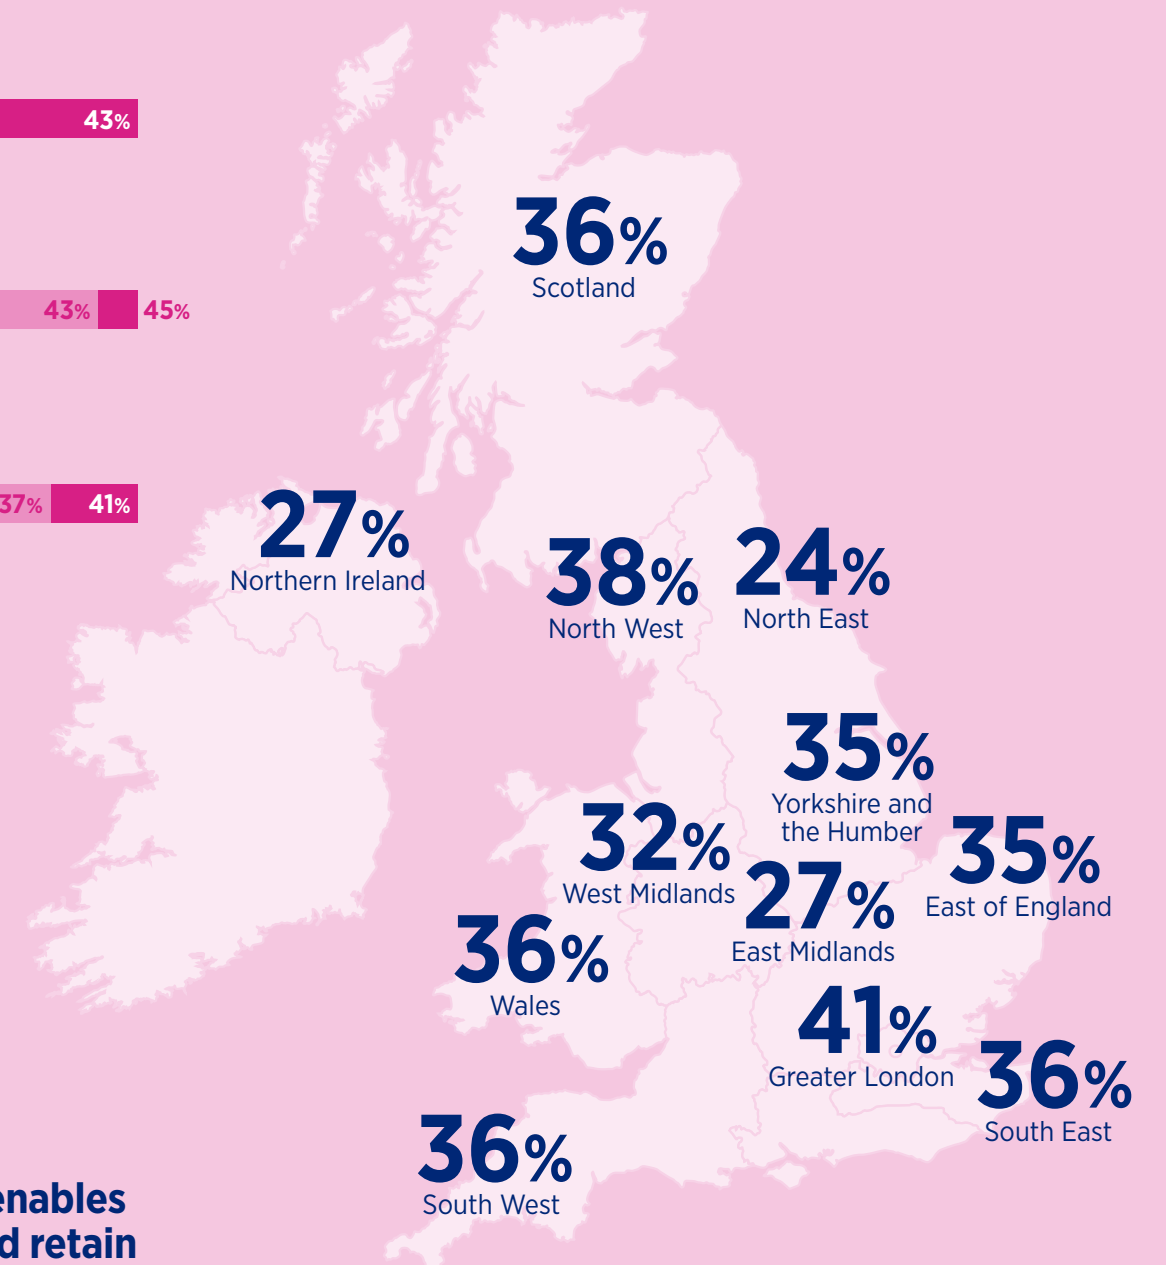 43%
43%
45%
37%
41%
36%
Scotland
27%
Northern Ireland
38%
North West
24%
North East
35%
Yorkshire and
the Humber
32%
West Midlands
35%
East of England
27%
East Midlands
36%
Wales
41%
Greater London
36%
South East
36%
South West
enables
d retain